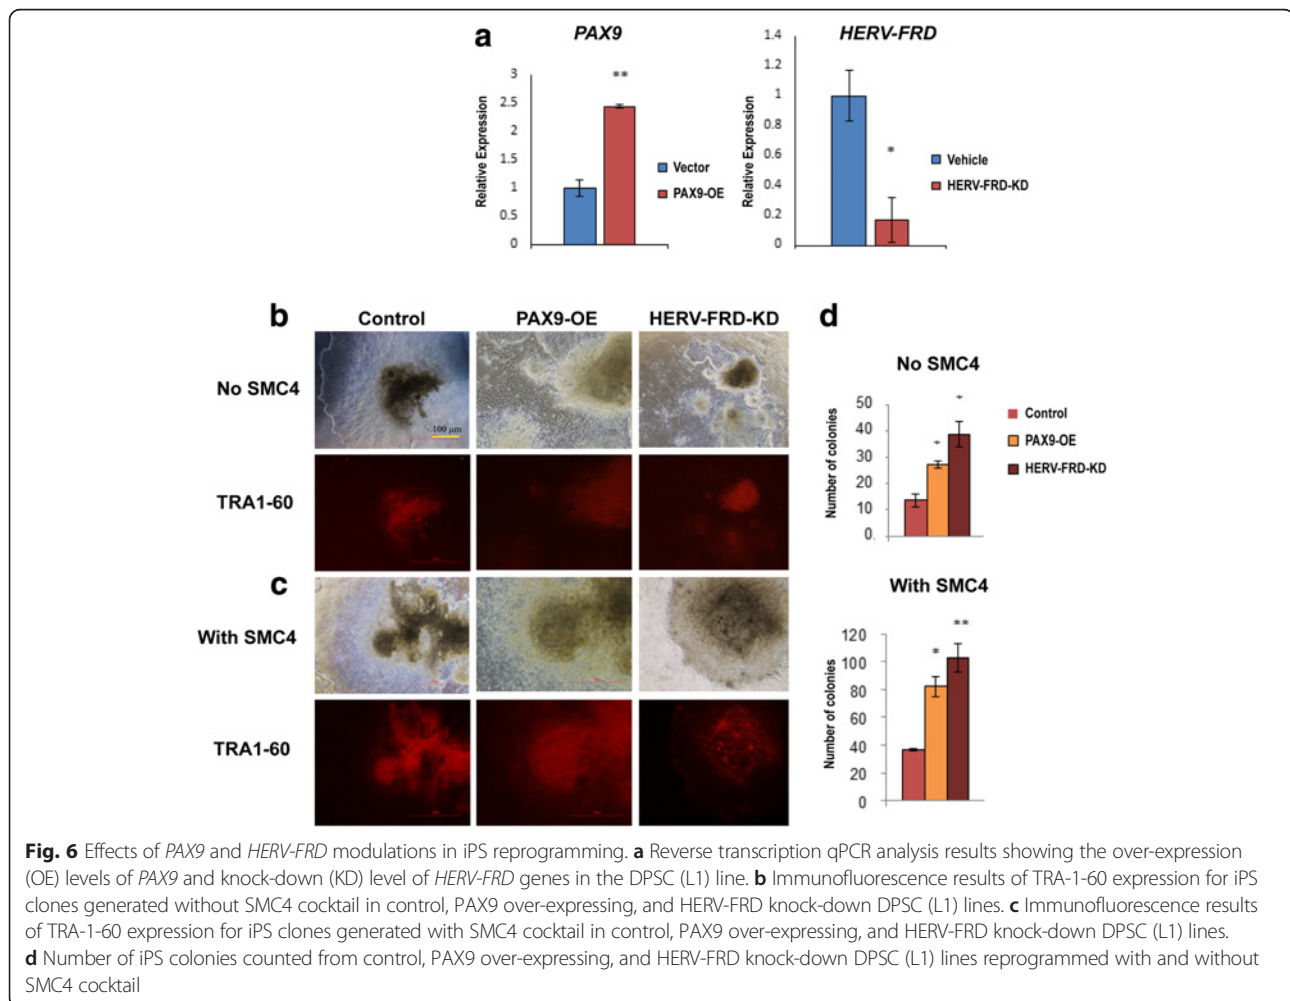 a
PAX9
Relative Expression
3
2.5
2
1.5
1
0.5
0
**
Vector
PAX9-OE
HERV-FRD
Relative Expression
1.4
1.2
1
0.8
0.6
0.4
0.2
0
*
Vehicle
HERV-FRD-KD
b
Control
PAX9-OE
HERV-FRD-KD
No SMC4
100 μm
TRA1-60
c
With SMC4
TRA1-60
d
No SMC4
Number of colonies
50
40
30
20
10
0
*
*
Control
PAX9-OE
HERV-FRD-KD
With SMC4
Number of colonies
120
100
80
60
40
20
0
*
**
Fig. 6 Effects of PAX9 and HERV-FRD modulations in iPS reprogramming. a Reverse transcription qPCR analysis results showing the over-expression
(OE) levels of PAX9 and knock-down (KD) level of HERV-FRD genes in the DPSC (L1) line. b Immunofluorescence results of TRA-1-60 expression for iPS
clones generated without SMC4 cocktail in control, PAX9 over-expressing, and HERV-FRD knock-down DPSC (L1) lines. c Immunofluorescence results
of TRA-1-60 expression for iPS clones generated with SMC4 cocktail in control, PAX9 over-expressing, and HERV-FRD knock-down DPSC (L1) lines.
d Number of iPS colonies counted from control, PAX9 over-expressing, and HERV-FRD knock-down DPSC (L1) lines reprogrammed with and without
SMC4 cocktail